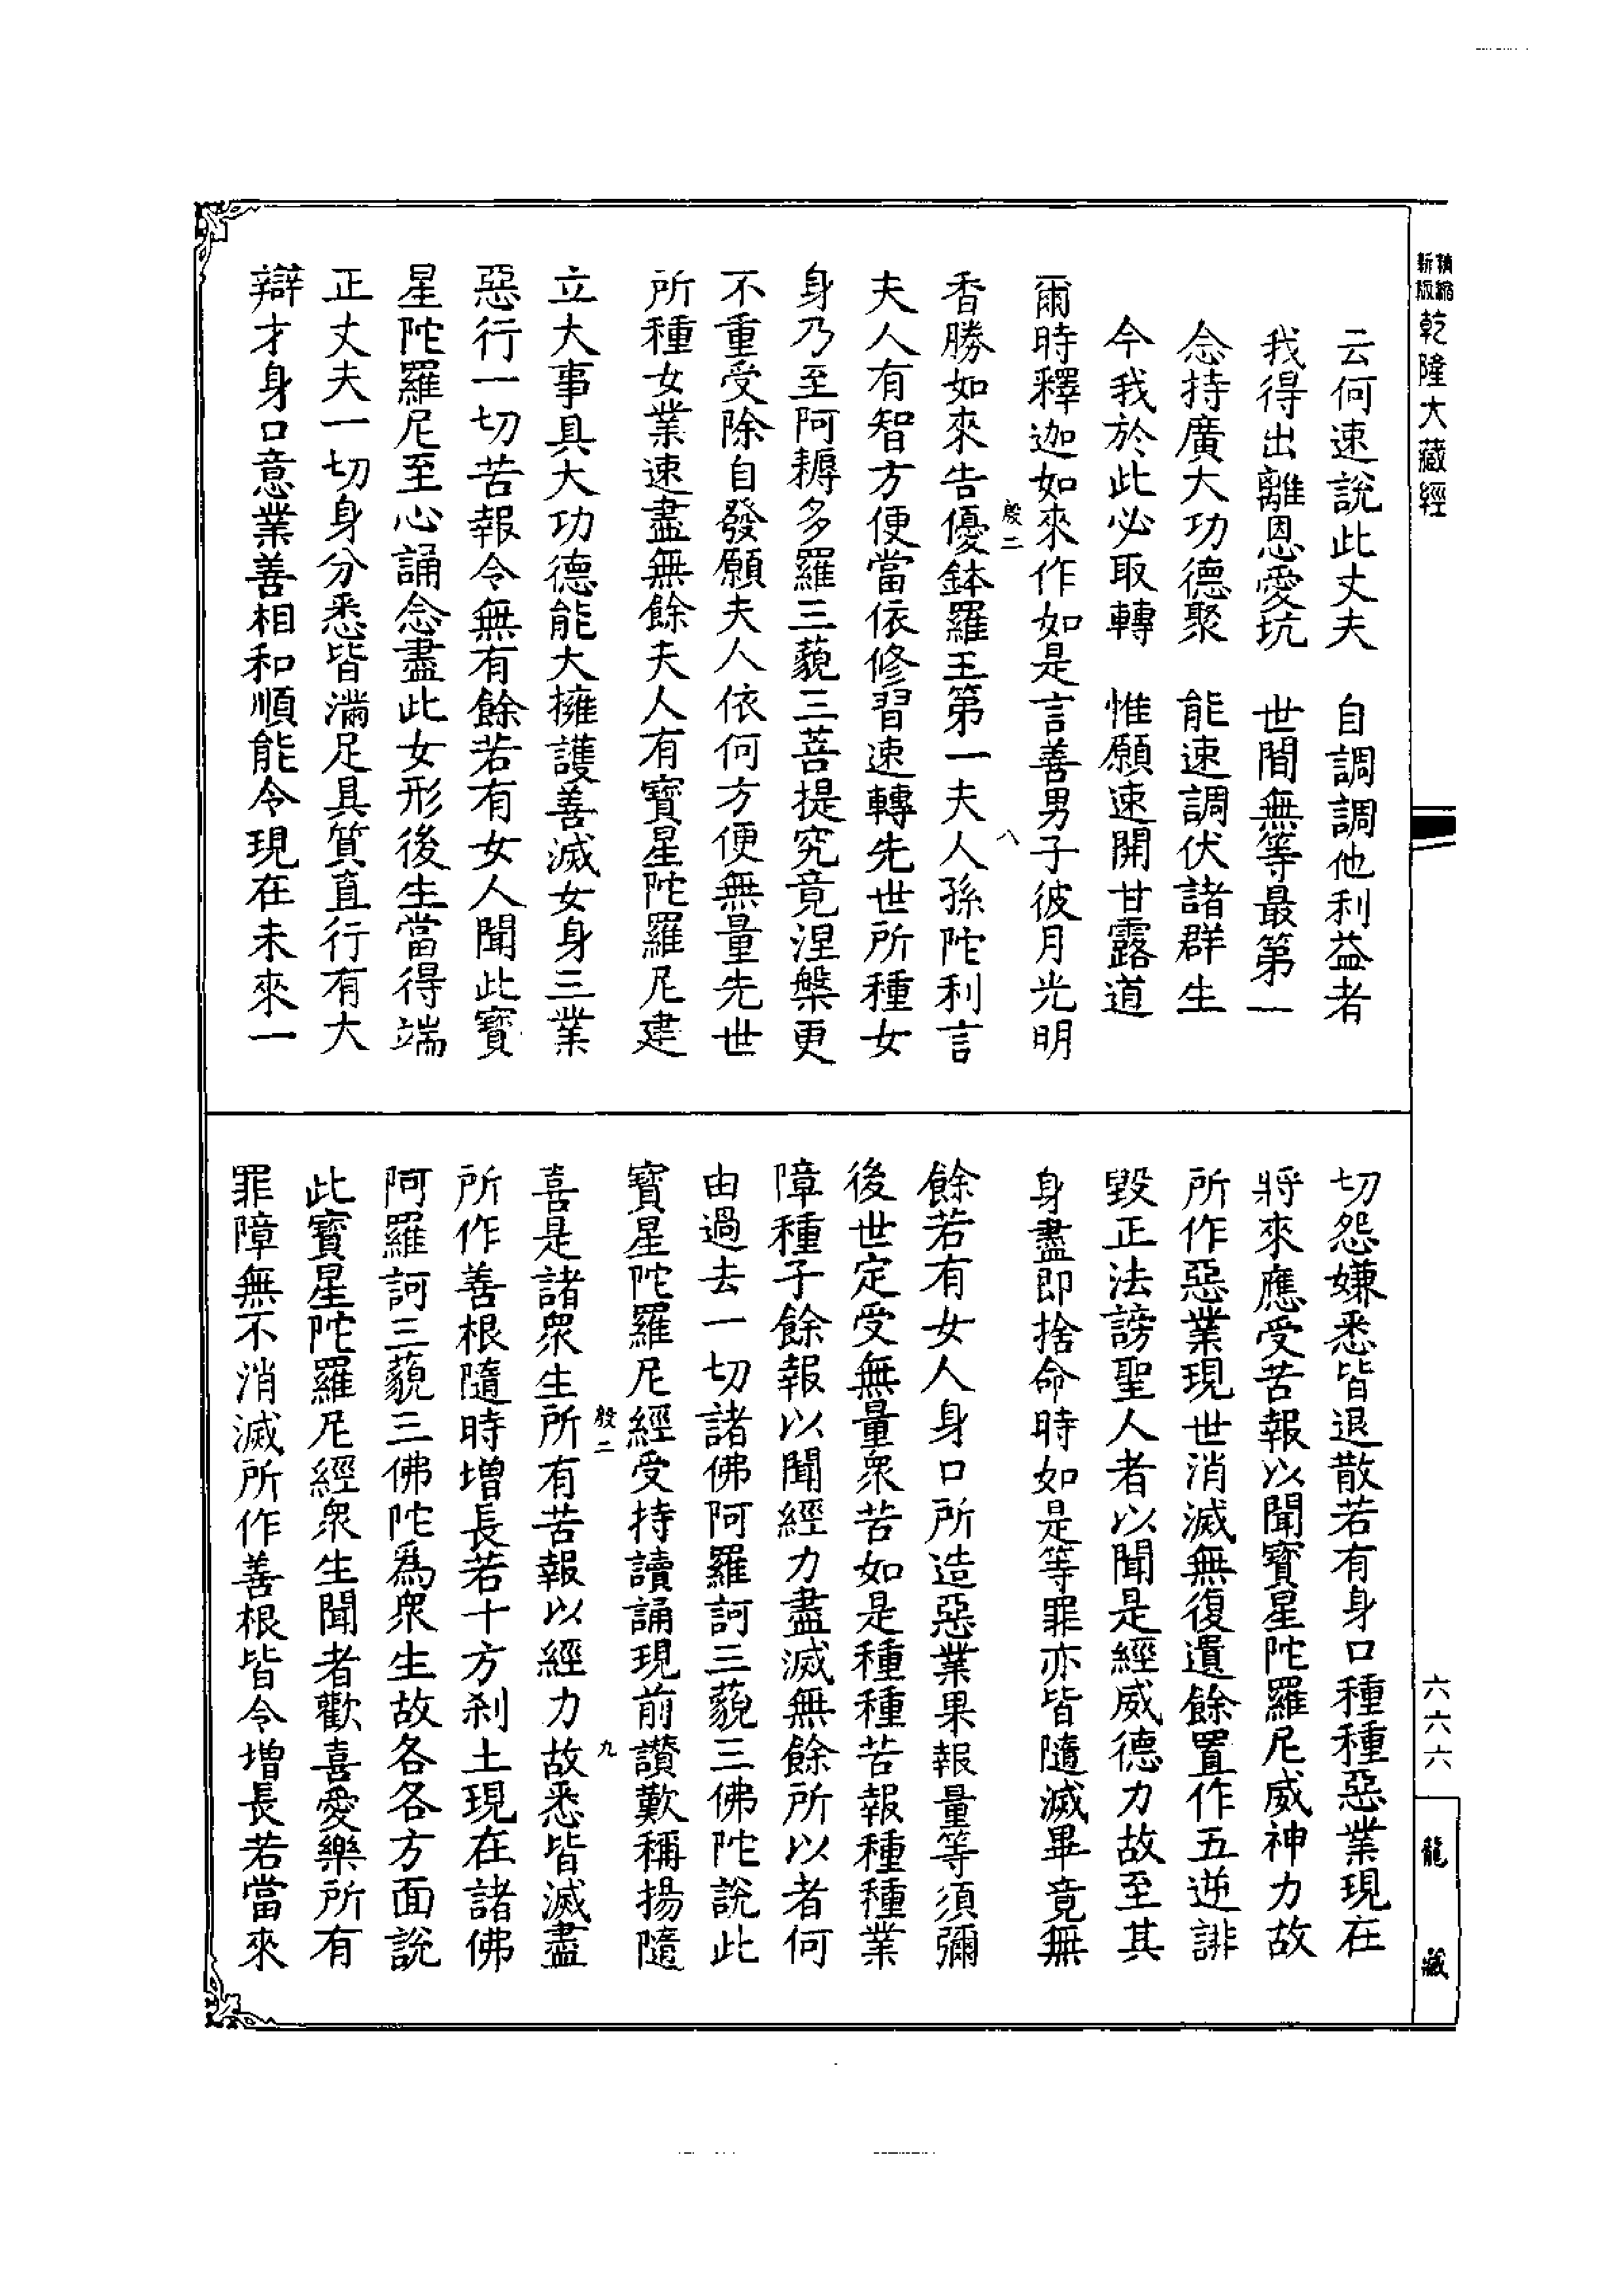 精縮
新版
乾隆大藏經
云何速說此丈夫　自調調他利益者
我得出離恩愛坑　世間無等最第一
念持廣大功德聚　能速調伏諸群生
今我於此必取轉　惟願速開甘露道
爾時釋迦如來作如是言善男子彼月光明
殷二
八
香勝如來告優鉢羅王第一夫人孫陀利言
夫人有智方便當依修習速轉先世所種女
身乃至阿耨多羅三藐三菩提究竟涅槃更
不重受除自發願夫人依何方便無量先世
所種女業速盡無餘夫人有寶星陀羅尼建
立大事具大功德能大擁護善滅女身三業
惡行一切苦報令無有餘若有女人聞此寶
星陀羅尼至心誦念盡此女形後生當得端
正丈夫一切身分悉皆滿足具質直行有大
辯才身口意業善相和順能令現在未來一
切怨嫌悉皆退散若有身口種種惡業現在
將來應受苦報以聞寶星陀羅尼威神力故
所作惡業現世消滅無復遺餘置作五逆誹
毀正法謗聖人者以聞是經威德力故至其
身盡即捨命時如是等罪亦皆隨滅畢竟無
餘若有女人身口所造惡業果報量等須彌
後世定受無量衆苦如是種種苦報種種業
障種子餘報以聞經力盡滅無餘所以者何
由過去一切諸佛阿羅訶三藐三佛陀說此
寶星陀羅尼經受持讀誦現前讚歎稱揚隨
殷二
九
喜是諸衆生所有苦報以經力故悉皆滅盡
所作善根隨時增長若十方刹土現在諸佛
阿羅訶三藐三佛陀爲衆生故各各方面說
此寶星陀羅尼經衆生聞者歡喜愛樂所有
罪障無不消滅所作善根皆令增長若當來
六六六
龍藏